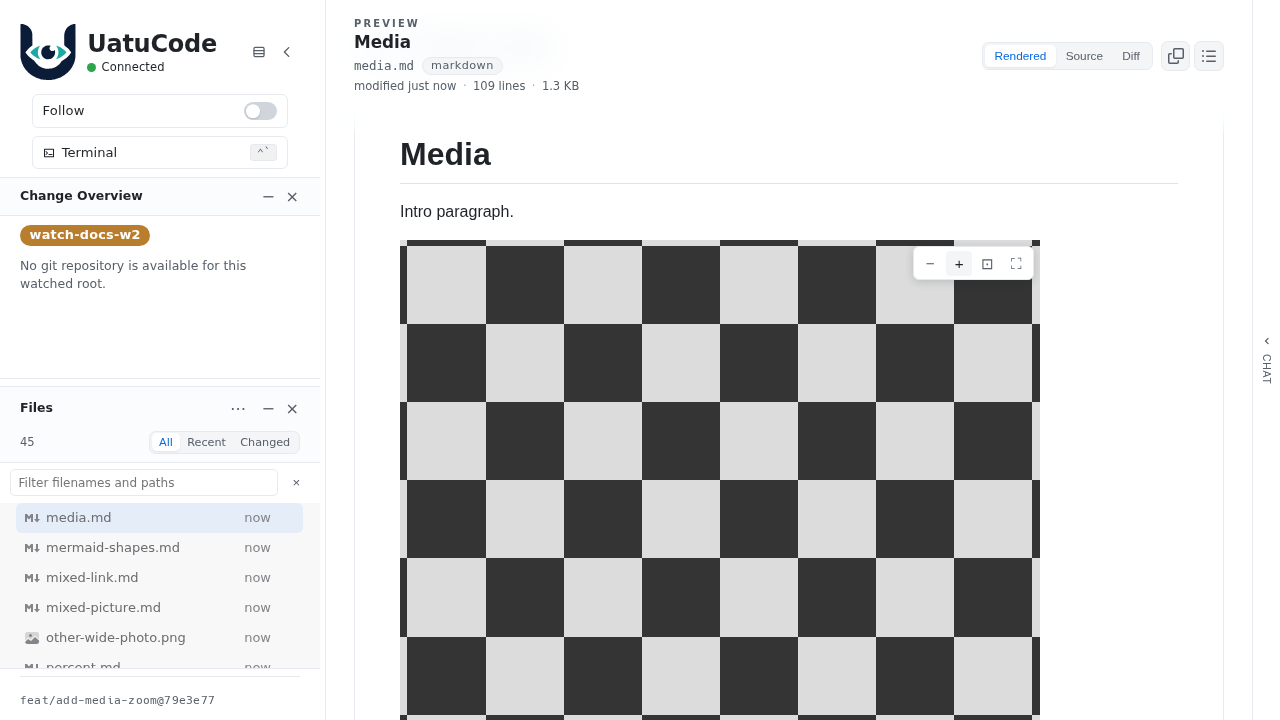 UatuCode
Connected
Follow
Terminal
^`
Change Overview
watch-docs-w2
No git repository is available for this
watched root.
Files
45
All Recent Changed
Filter filenames and paths
media.md now
mermaid-shapes.md now
mixed-link.md now
mixed-picture.md now
other-wide-photo.png now
percent.md now
feat/add-media-zoom@79e3e77
PREVIEW
Media
media.md markdown
modified just now · 109 lines · 1.3 KB
Rendered Source Diff
Media
Intro paragraph.
CHAT